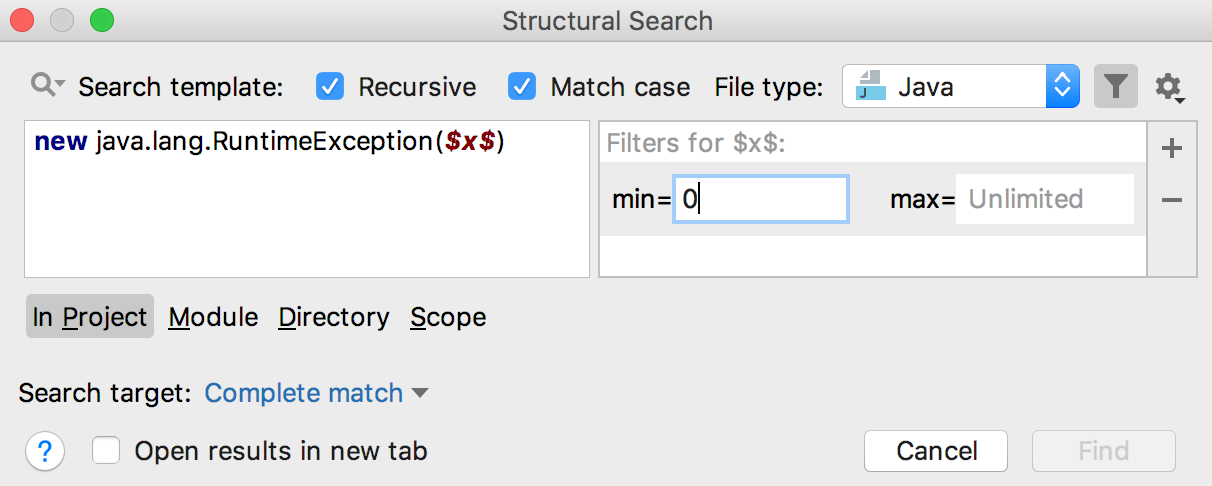 Structural Search
Search template: Recursive Match case File type: J Java
new java.lang.RuntimeException($x$)
Filters for $x$:
min= 0 max= Unlimited
In Project Module Directory Scope
Search target: Complete match
? Open results in new tab Cancel Find